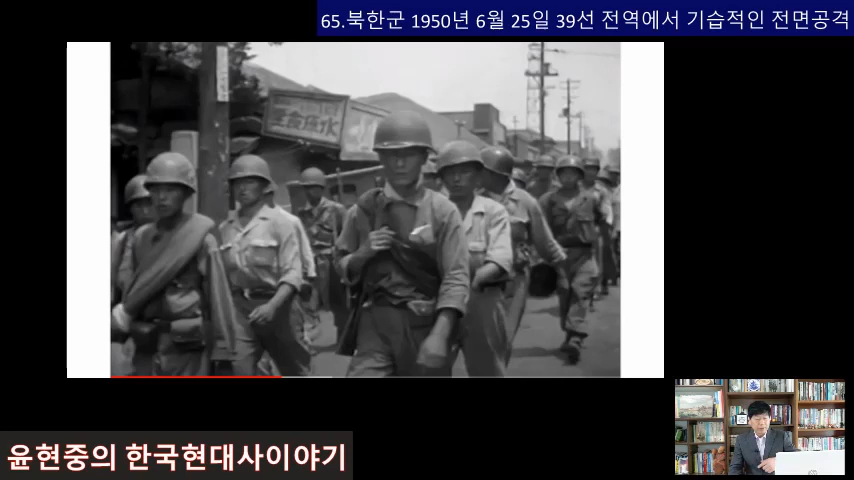 65.북한군 1950년 6월 25일 39선 전역에서 기습적인 전면공격
윤현중의 한국현대사이야기